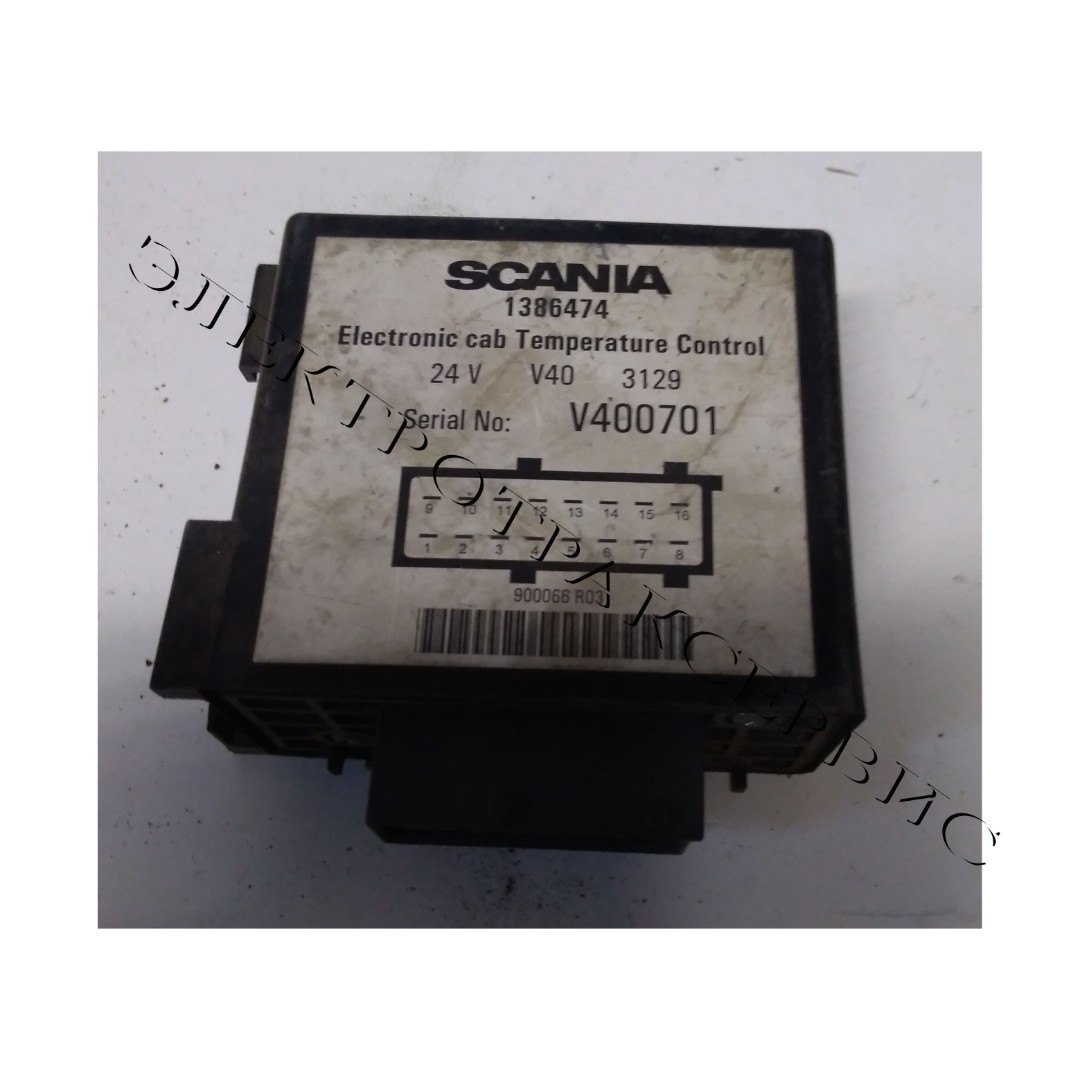 SCANIA
1386474
Electronic cab Temperature Control
24 V V40 3129
Serial No: V400701
9 10 11 12 13 14 15 16
1 2 3 4 5 6 7 8
900066 R03
ЭЛЕКТРОТРАКСЕРВИС